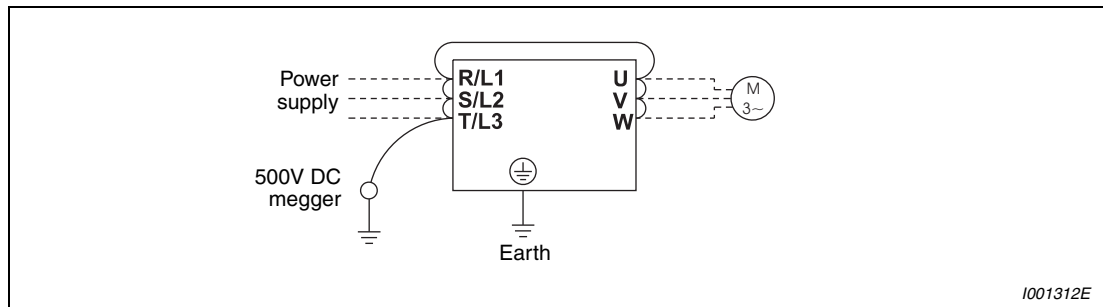 Power
supply
R/L1
S/L2
T/L3
U
V
W
M
3~
500V DC
megger
Earth
I001312E